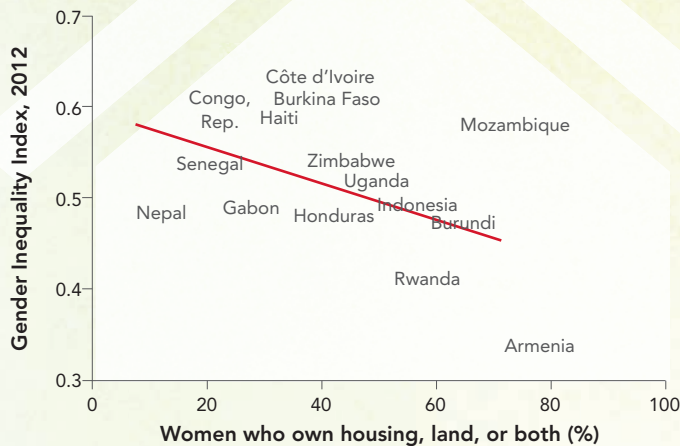 Gender Inequality Index, 2012
0.7
0.6
0.5
0.4
0.3
Côte d'Ivoire
Congo,
Rep.
Burkina Faso
Haiti
Mozambique
Senegal
Zimbabwe
Uganda
Nepal
Gabon
Honduras
Indonesia
Burundi
Rwanda
Armenia
0 20 40 60 80 100
Women who own housing, land, or both (%)